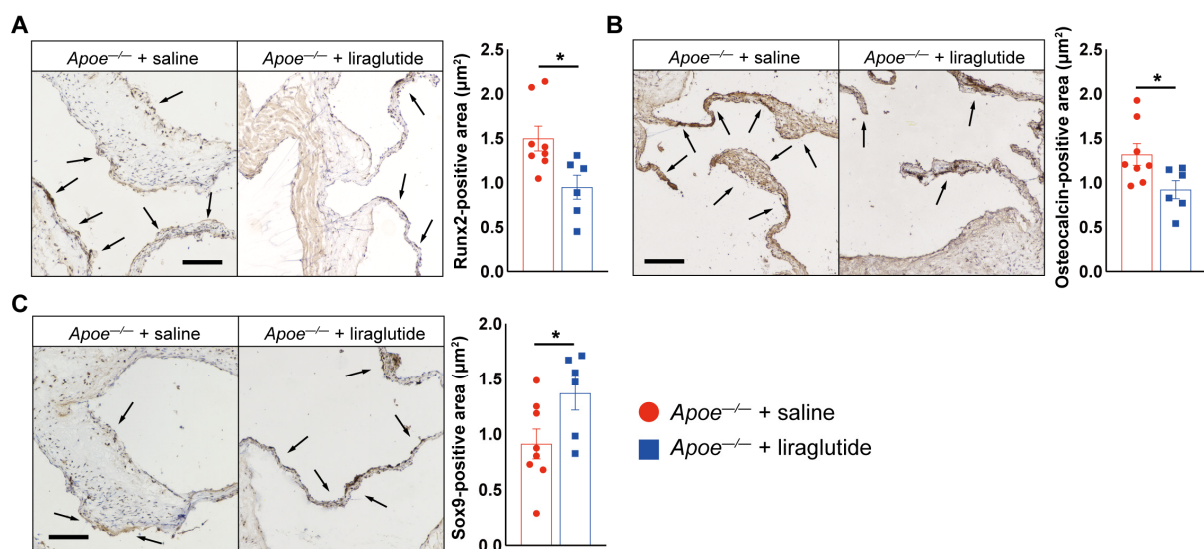 A
Apoe−/− + saline
Apoe−/− + liraglutide
Runx2-positive area (μm²)
2.5
2.0
1.5
1.0
0.5
0.0
*
B
Apoe−/− + saline
Apoe−/− + liraglutide
Osteocalcin-positive area (μm²)
2.5
2.0
1.5
1.0
0.5
0.0
*
C
Apoe−/− + saline
Apoe−/− + liraglutide
Sox9-positive area (μm²)
2.0
1.5
1.0
0.5
0.0
*
Apoe−/− + saline
Apoe−/− + liraglutide